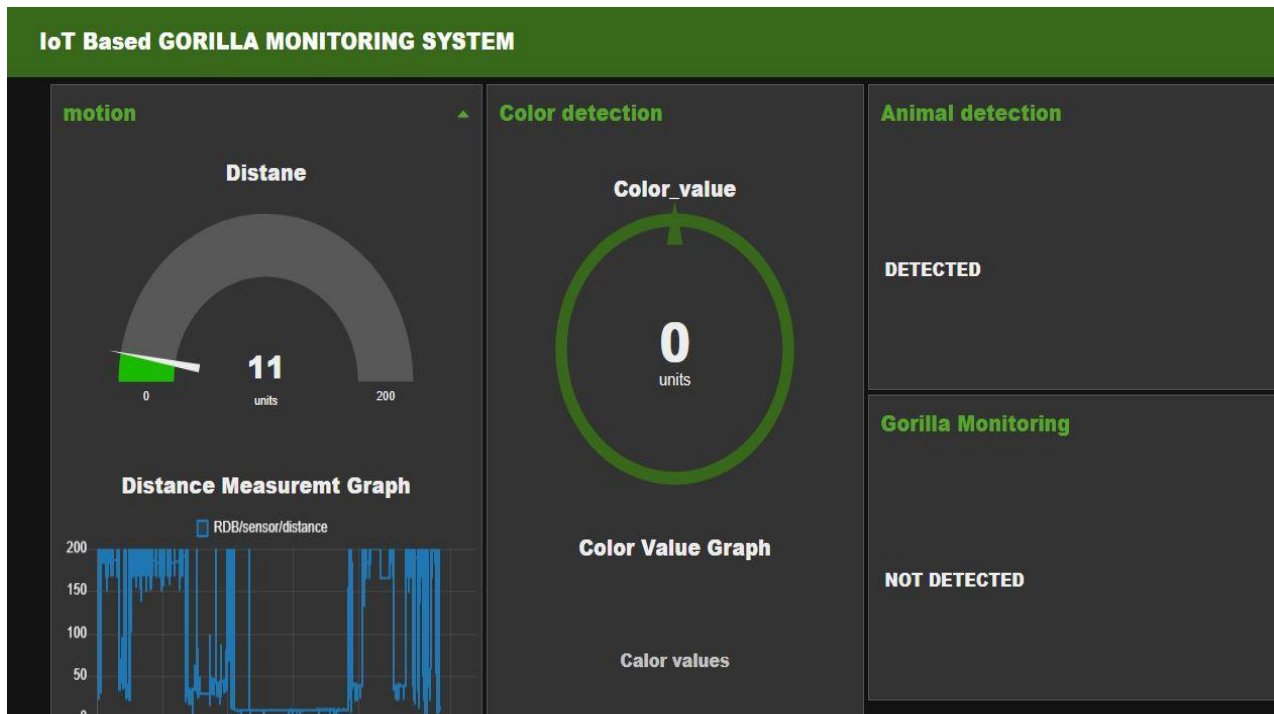 IoT Based GORILLA MONITORING SYSTEM
motion
Distane
11
units
0
200
Distance Measuremt Graph
RDB/sensor/distance
200
150
100
50
0
Color detection
Color_value
0
units
Color Value Graph
Calor values
Animal detection
DETECTED
Gorilla Monitoring
NOT DETECTED